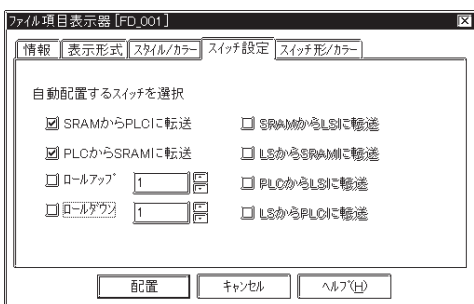 ﾌｧｲﾙ項目表示器 [FD_001]
情報 表示形式 ｽﾀｲﾙ/ｶﾗｰ ｽｲｯﾁ設定 ｽｲｯﾁ形/ｶﾗｰ
自動配置するｽｲｯﾁを選択
SRAMからPLCに転送 SRAMからLSに転送
PLCからSRAMに転送 LSからSRAMに転送
ﾛｰﾙｱｯﾌﾟ 1 PLCからLSに転送
ﾛｰﾙﾀﾞｳﾝ 1 LSからPLCに転送
配置 ｷｬﾝｾﾙ ﾍﾙﾌﾟ(H)